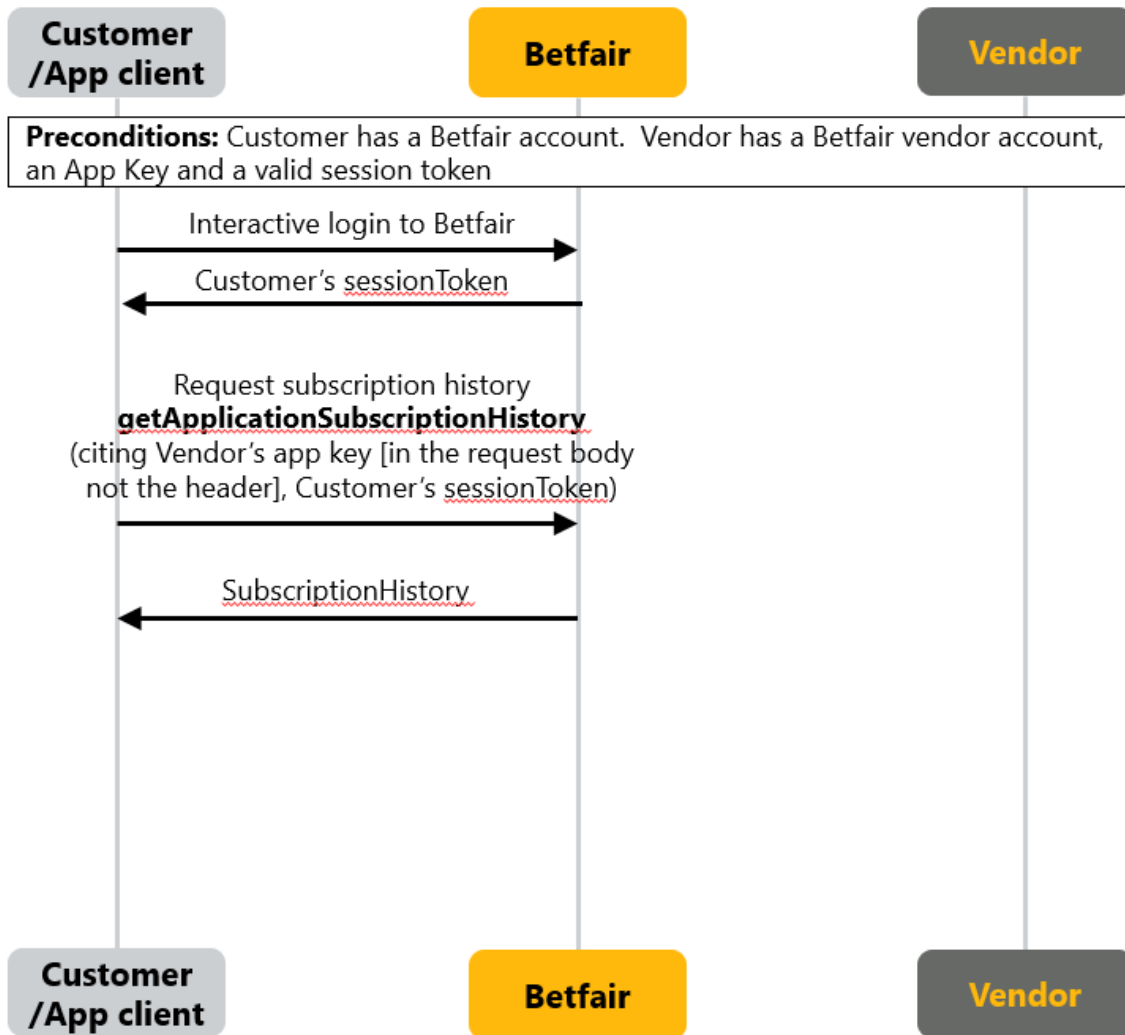 Customer
/App client
Betfair
Vendor
Preconditions: Customer has a Betfair account.  Vendor has a Betfair vendor account,
an App Key and a valid session token
Interactive login to Betfair
Customer’s sessionToken
Request subscription history
getApplicationSubscriptionHistory
(citing Vendor’s app key [in the request body
not the header], Customer’s sessionToken)
SubscriptionHistory
Customer
/App client
Betfair
Vendor